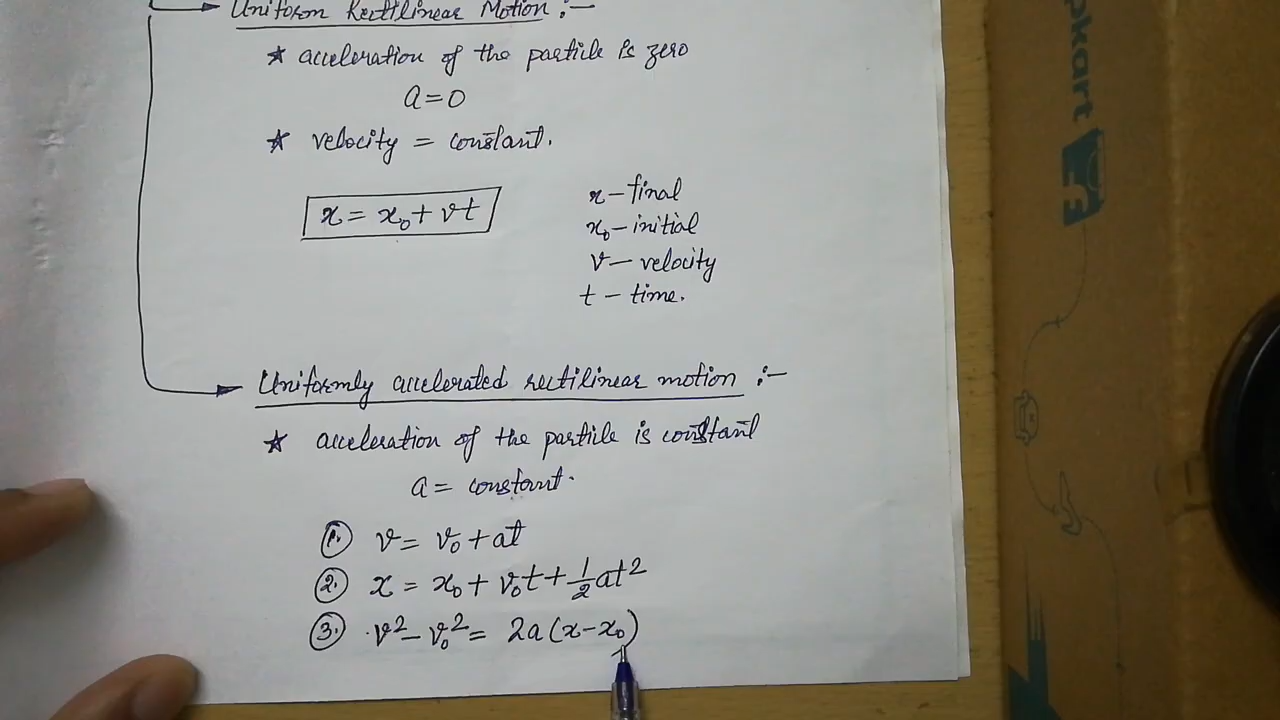 Uniform Rectilinear Motion :-
★ acceleration of the particle is zero
a = 0
★ velocity = constant.
x = x₀ + vt
x - final
x₀ - initial
v - velocity
t - time.
Uniformly accelerated rectilinear motion :-
★ acceleration of the particle is constant
a = constant.
① v = v₀ + at
② x = x₀ + v₀t + ½at²
③ v² - v₀² = 2a(x - x₀)
pkart